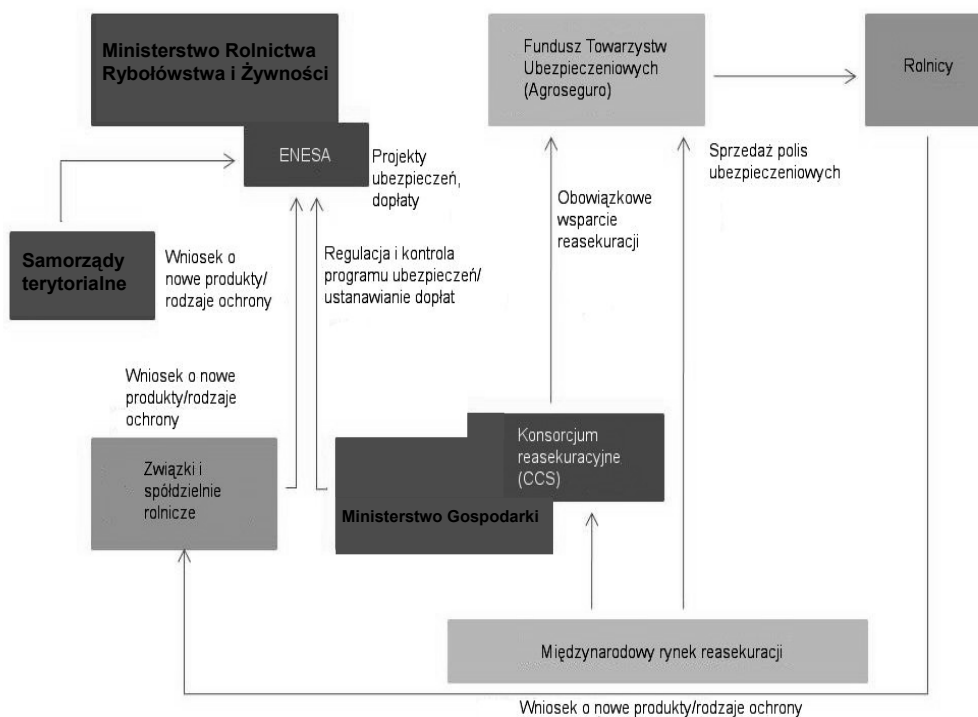 Ministerstwo Rolnictwa
Rybołówstwa i Żywności
ENESA
Projekty
ubezpieczeń,
dopłaty
Fundusz Towarzystw
Ubezpieczeniowych
(Agroseguro)
Rolnicy
Sprzedaż polis
ubezpieczeniowych
Obowiązkowe
wsparcie
reasekuracji
Samorządy
terytorialne
Wniosek o
nowe produkty/
rodzaje ochrony
Regulacja i kontrola
programu ubezpieczeń/
ustanawianie dopłat
Wniosek o nowe
produkty/rodzaje
ochrony
Związki i
spółdzielnie
rolnicze
Konsorcjum
reasekuracyjne
(CCS)
Ministerstwo Gospodarki
Międzynarodowy rynek reasekuracji
Wniosek o nowe produkty/rodzaje ochrony